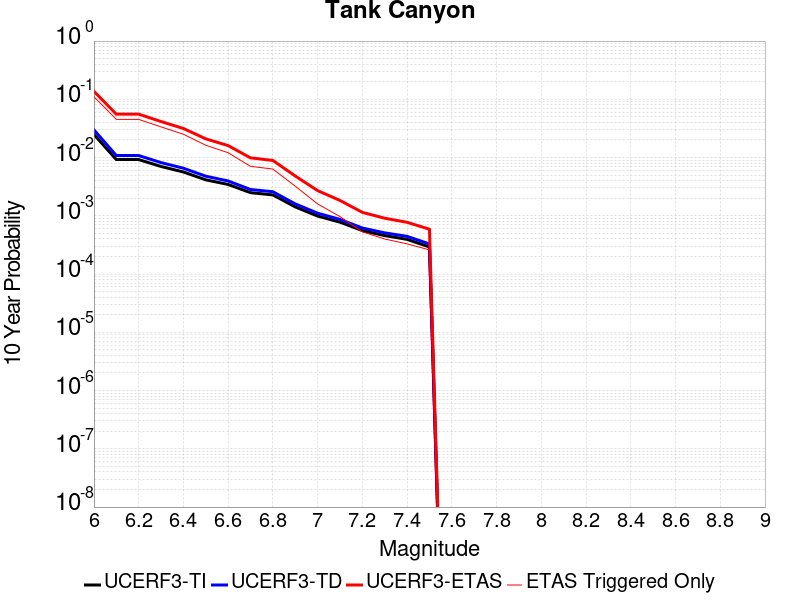 Tank Canyon
10^0
10^-1
10^-2
10^-3
10^-4
10^-5
10^-6
10^-7
10^-8
10 Year Probability
6 6.2 6.4 6.6 6.8 7 7.2 7.4 7.6 7.8 8 8.2 8.4 8.6 8.8 9
Magnitude
UCERF3-TI UCERF3-TD UCERF3-ETAS ETAS Triggered Only